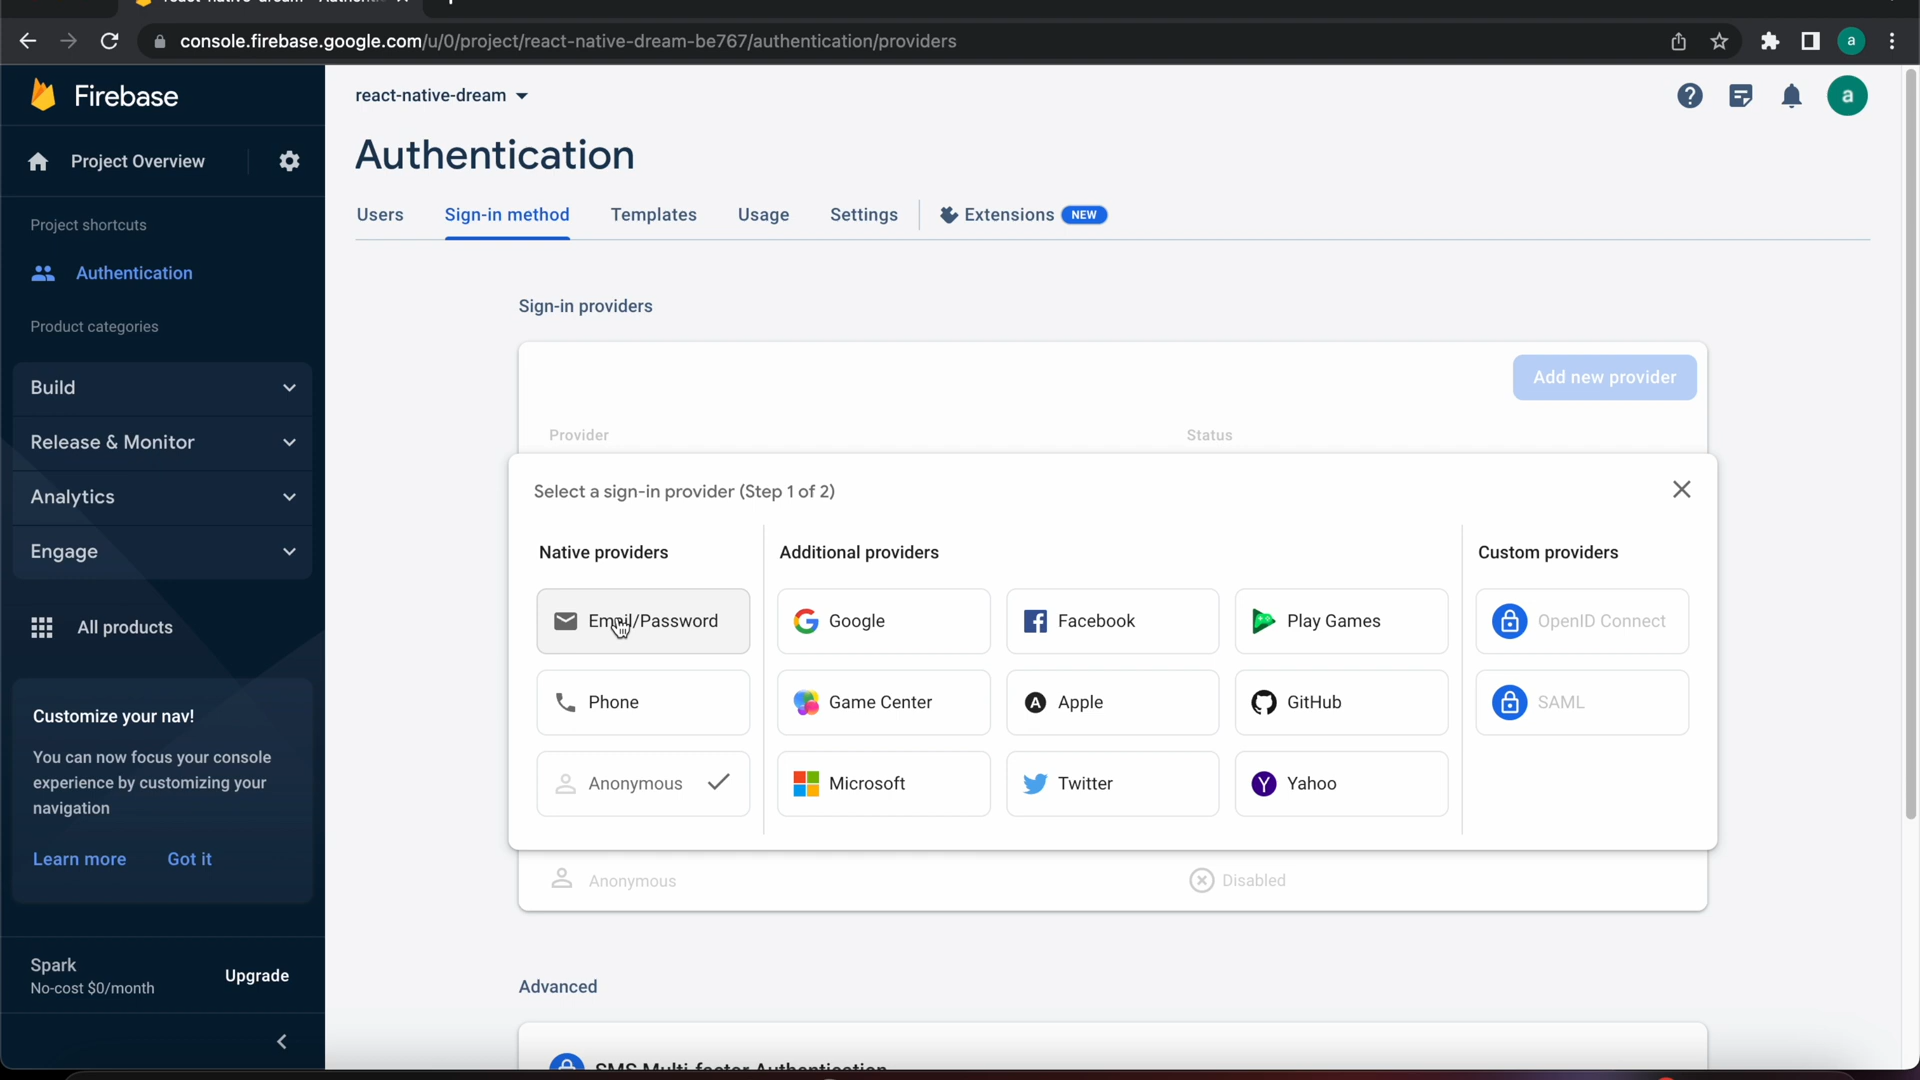 console.firebase.google.com/u/0/project/react-native-dream-be767/authentication/providers
a
Firebase
react-native-dream
a
Project Overview
Authentication
Users
Sign-in method
Templates
Usage
Settings
Extensions
NEW
Project shortcuts
Authentication
Product categories
Build
Release & Monitor
Analytics
Engage
All products
Customize your nav!
You can now focus your console
experience by customizing your
navigation
Learn more
Got it
Spark
No-cost $0/month
Upgrade
Sign-in providers
Add new provider
Provider
Status
Select a sign-in provider (Step 1 of 2)
Native providers
Additional providers
Custom providers
Email/Password
Google
Facebook
Play Games
OpenID Connect
Phone
Game Center
Apple
GitHub
SAML
Anonymous
Microsoft
Twitter
Yahoo
Anonymous
Disabled
Advanced
SMS Multi-factor Authentication